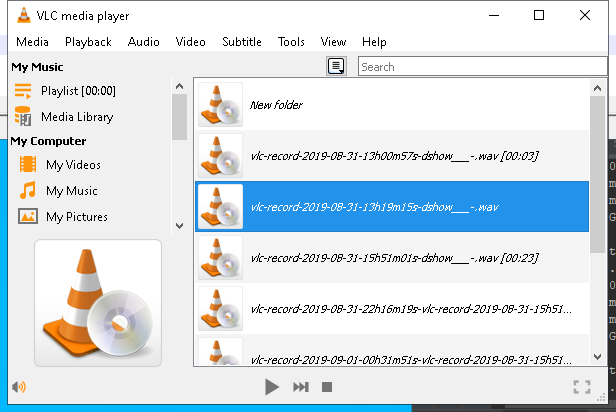 VLC media player
Media Playback Audio Video Subtitle Tools View Help
My Music
Search
Playlist [00:00]
Media Library
My Computer
My Videos
My Music
My Pictures
New folder
vlc-record-2019-08-31-13h00m57s-dshow___-.wav [00:03]
vlc-record-2019-08-31-13h19m15s-dshow___-.wav
vlc-record-2019-08-31-15h51m01s-dshow___-.wav [00:23]
vlc-record-2019-08-31-22h16m19s-vlc-record-2019-08-31-15h51...
vlc-record-2019-09-01-00h31m51s-vlc-record-2019-08-31-15h51...